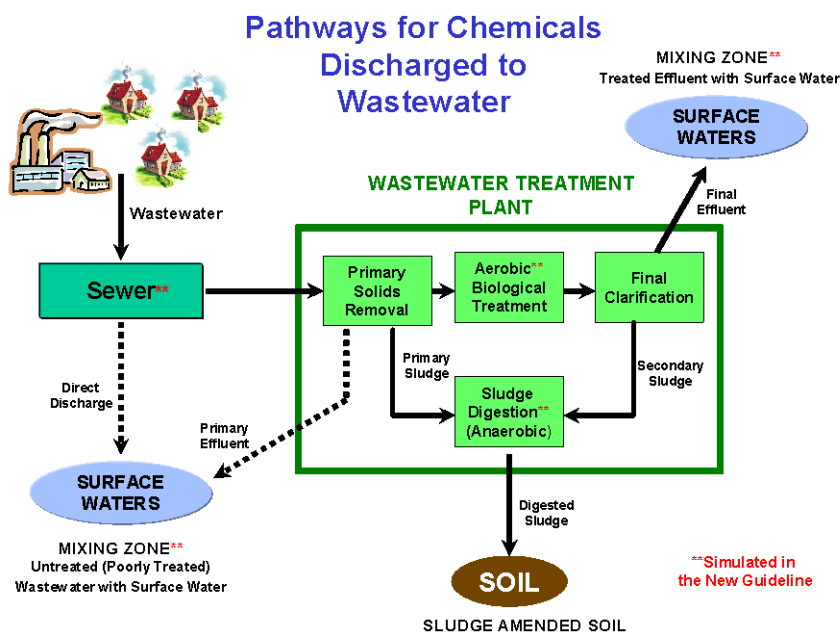 Pathways for Chemicals
Discharged to
Wastewater
MIXING ZONE**
Treated Effluent with Surface Water
SURFACE
WATERS
WASTEWATER TREATMENT
PLANT
Final
Effluent
Wastewater
Sewer**
Primary
Solids
Removal
Aerobic**
Biological
Treatment
Final
Clarification
Direct
Discharge
Primary
Sludge
Secondary
Sludge
Primary
Effluent
Sludge
Digestion**
(Anaerobic)
SURFACE
WATERS
MIXING ZONE**
Untreated (Poorly Treated)
Wastewater with Surface Water
Digested
Sludge
SOIL
SLUDGE AMENDED SOIL
**Simulated in
the New Guideline